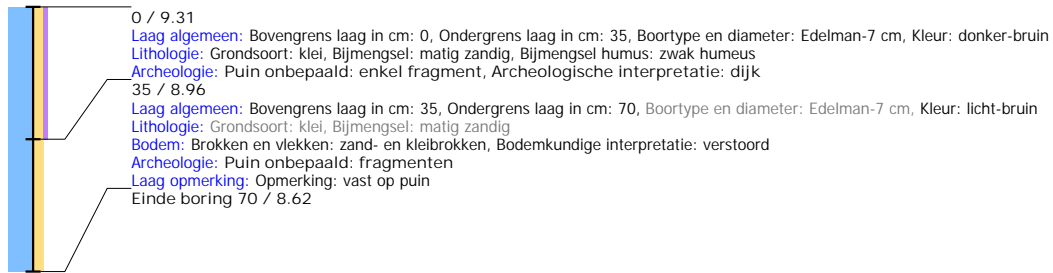 0 / 9.31
Laag algemeen: Bovengrens laag in cm: 0, Ondergrens laag in cm: 35, Boortype en diameter: Edelman-7 cm, Kleur: donker-bruin
Lithologie: Grondsoort: klei, Bijmengsel: matig zandig, Bijmengsel humus: zwak humeus
Archeologie: Puin onbepaald: enkel fragment, Archeologische interpretatie: dijk
35 / 8.96
Laag algemeen: Bovengrens laag in cm: 35, Ondergrens laag in cm: 70, Boortype en diameter: Edelman-7 cm, Kleur: licht-bruin
Lithologie: Grondsoort: klei, Bijmengsel: matig zandig
Bodem: Brokken en vlekken: zand- en kleibrokken, Bodemkundige interpretatie: verstoord
Archeologie: Puin onbepaald: fragmenten
Laag opmerking: Opmerking: vast op puin
Einde boring 70 / 8.62